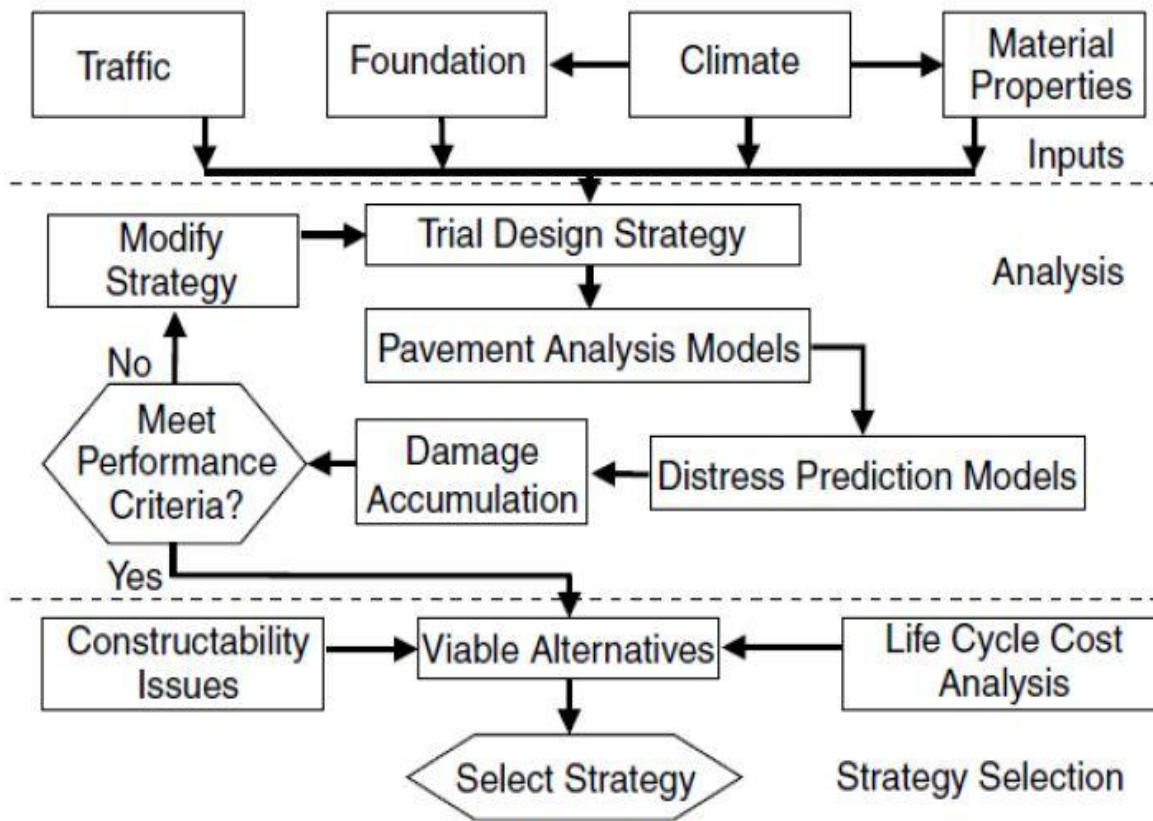 Traffic
Foundation
Climate
Material
Properties
Inputs
Modify
Strategy
Trial Design Strategy
Analysis
Pavement Analysis Models
No
Meet
Performance
Criteria?
Damage
Accumulation
Distress Prediction Models
Yes
Constructability
Issues
Viable Alternatives
Life Cycle Cost
Analysis
Select Strategy
Strategy Selection